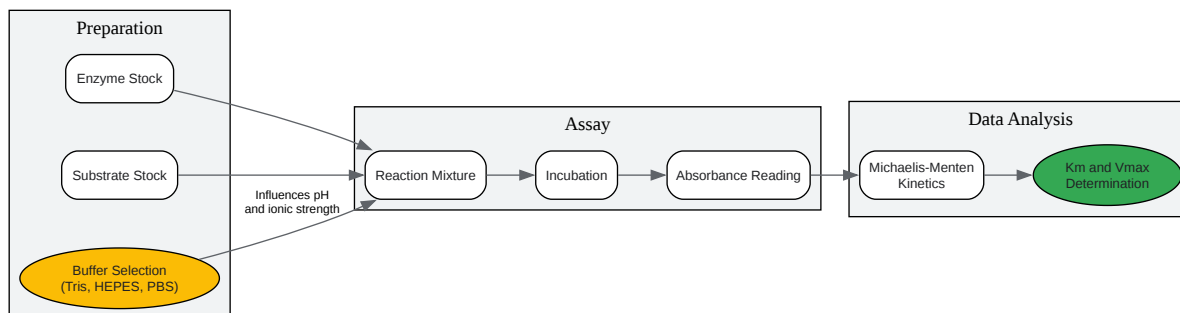 Preparation
Enzyme Stock
Substrate Stock
Buffer Selection
(Tris, HEPES, PBS)
Influences pH
and ionic strength
Assay
Reaction Mixture
Incubation
Absorbance Reading
Data Analysis
Michaelis-Menten
Kinetics
Km and Vmax
Determination